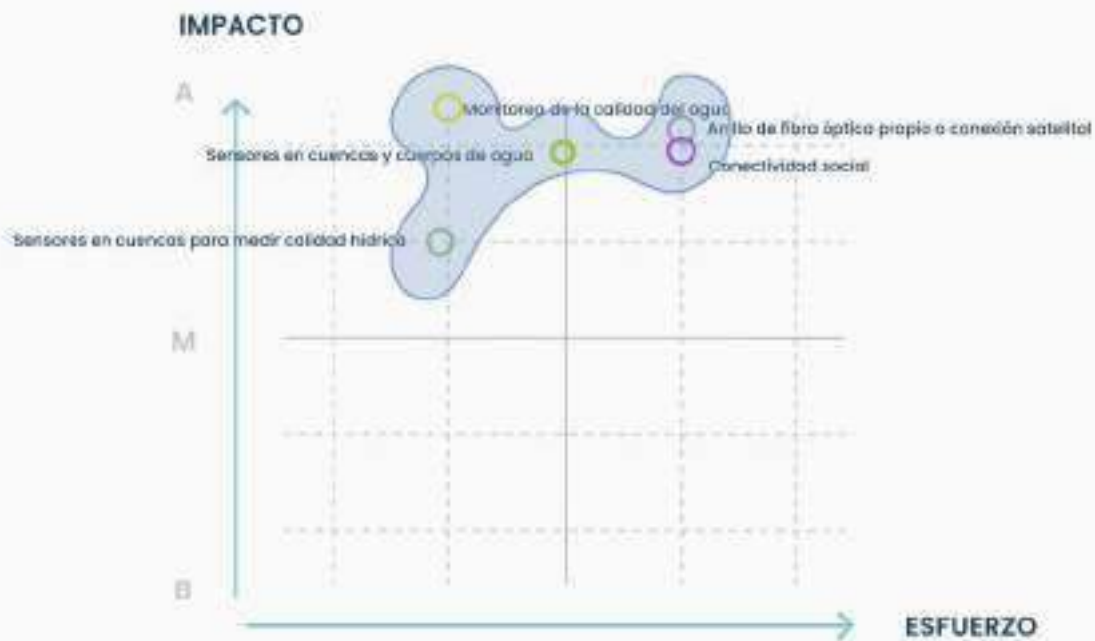 IMPACTO
A
Monitoreo de la calidad del agua
Anillo de fibra óptica propio o conexión satelital
Sensores en cuencas y cuerpos de agua
Conectividad social
Sensores en cuencas para medir calidad hídrica
M
B
ESFUERZO